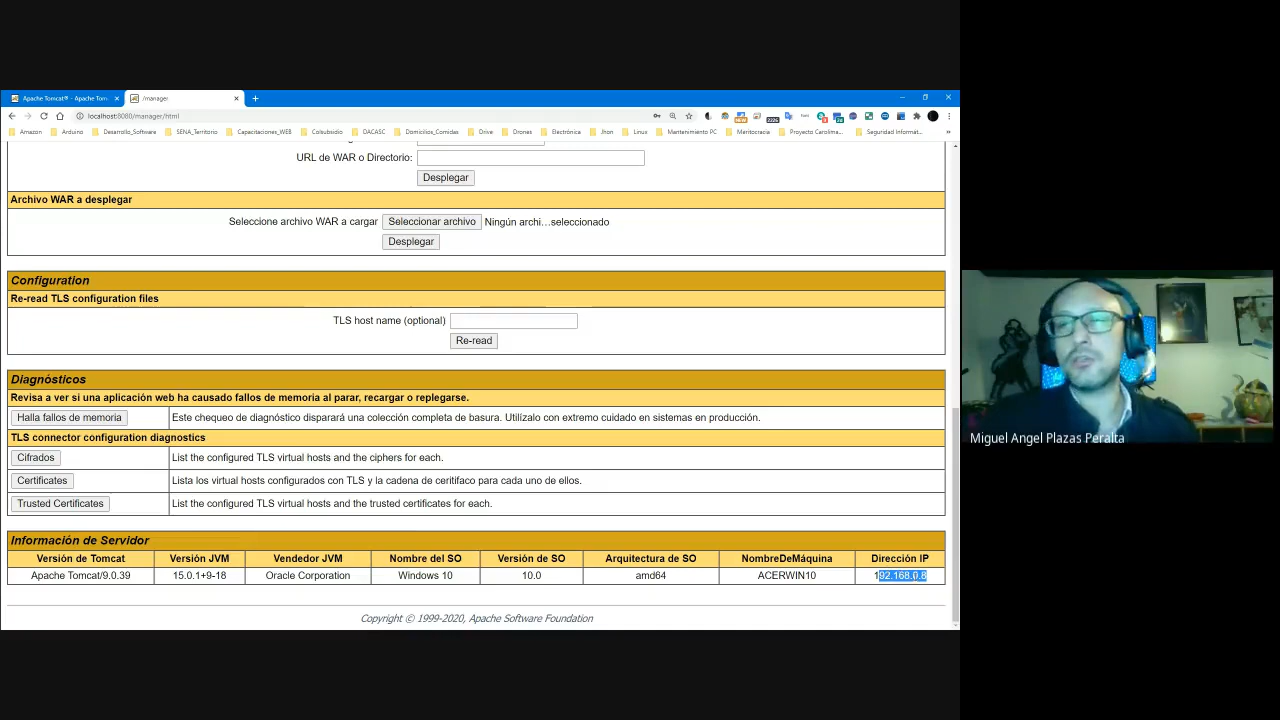 Apache Tomcat® - Apache Tom
/manager
localhost:8080/manager/html
Amazon Arduino Desarrollo_Software SENA_Territorio Capacitaciones_WEB Colsubsidio DACASC Domicilios_Comidas Drive Drones Electrónica Jhon Linux Mantenimiento PC Meritocracia Proyecto Carolina... Seguridad Informát... »
URL de WAR o Directorio:
Desplegar
Archivo WAR a desplegar
Seleccione archivo WAR a cargar Seleccionar archivo Ningún archi...seleccionado
Desplegar
Configuration
Re-read TLS configuration files
TLS host name (optional)
Re-read
Diagnósticos
Revisa a ver si una aplicación web ha causado fallos de memoria al parar, recargar o replegarse.
Halla fallos de memoria Este chequeo de diagnóstico disparará una colección completa de basura. Utilízalo con extremo cuidado en sistemas en producción.
TLS connector configuration diagnostics
Cifrados List the configured TLS virtual hosts and the ciphers for each.
Certificates Lista los virtual hosts configurados con TLS y la cadena de ceritifaco para cada uno de ellos.
Trusted Certificates List the configured TLS virtual hosts and the trusted certificates for each.
Información de Servidor
Versión de Tomcat Versión JVM Vendedor JVM Nombre del SO Versión de SO Arquitectura de SO NombreDeMáquina Dirección IP
Apache Tomcat/9.0.39 15.0.1+9-18 Oracle Corporation Windows 10 10.0 amd64 ACERWIN10 192.168.0.8
Copyright © 1999-2020, Apache Software Foundation
Miguel Angel Plazas Peralta